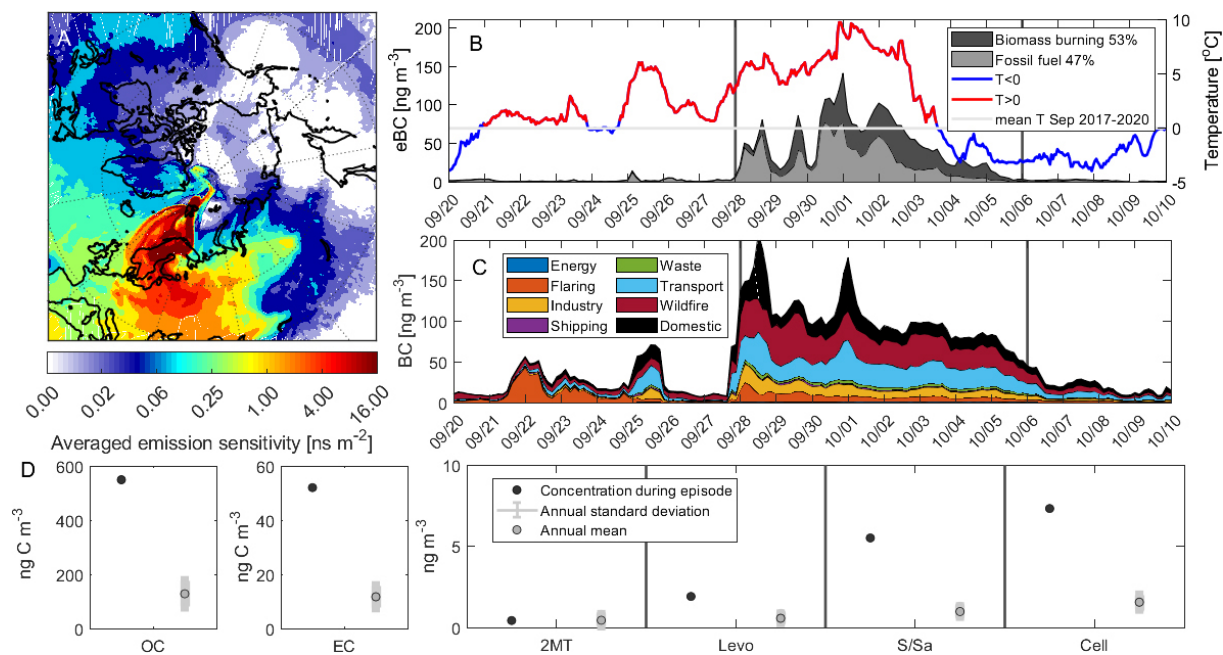 A
0.00
0.02
0.06
0.25
1.00
4.00
16.00
Averaged emission sensitivity [ns m−2]
B
eBC [ng m−3]
200
150
100
50
0
10
5
0
-5
Temperature [oC]
Biomass burning 53%
Fossil fuel 47%
T<0
T>0
mean T Sep 2017-2020
09/20
09/21
09/22
09/23
09/24
09/25
09/26
09/27
09/28
09/29
09/30
10/01
10/02
10/03
10/04
10/05
10/06
10/07
10/08
10/09
10/10
C
BC [ng m−3]
200
150
100
50
0
Energy
Waste
Flaring
Transport
Industry
Wildfire
Shipping
Domestic
09/20
09/21
09/22
09/23
09/24
09/25
09/26
09/27
09/28
09/29
09/30
10/01
10/02
10/03
10/04
10/05
10/06
10/07
10/08
10/09
10/10
D
ng C m−3
600
400
200
0
OC
ng C m−3
60
40
20
0
EC
ng m−3
10
5
0
Concentration during episode
Annual standard deviation
Annual mean
2MT
Levo
S/Sa
Cell